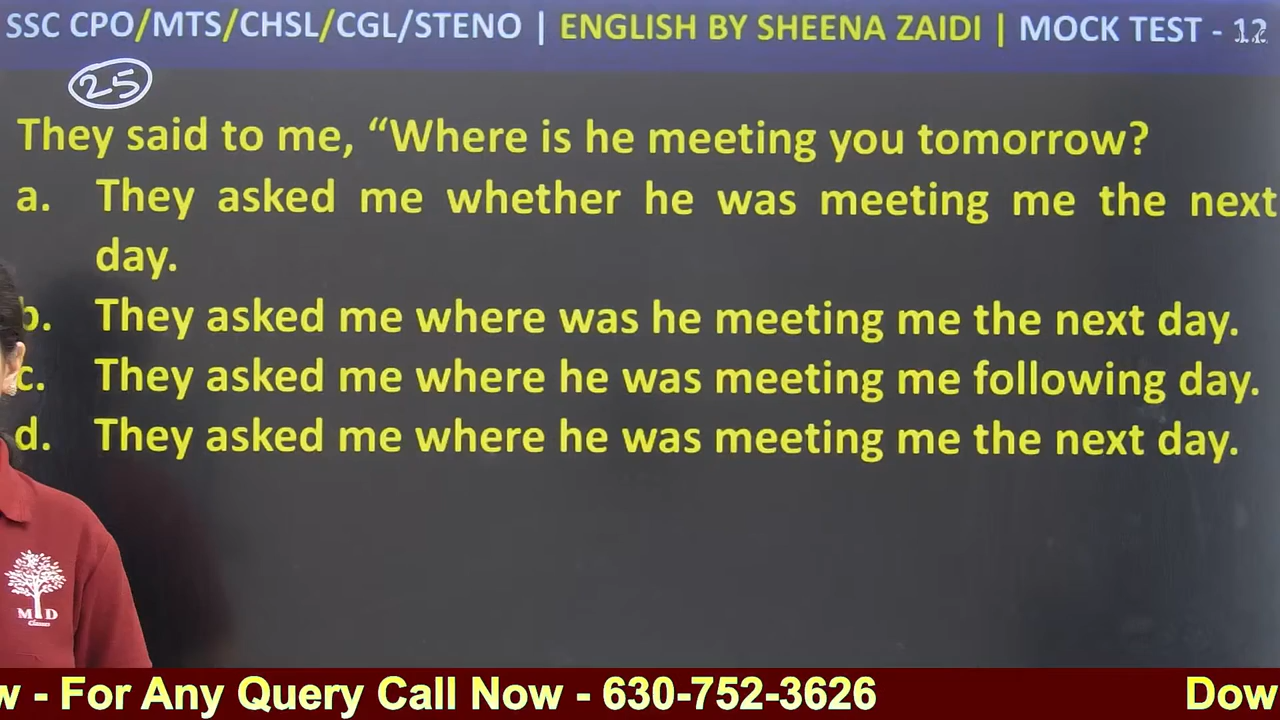 SSC CPO/MTS/CHSL/CGL/STENO | ENGLISH BY SHEENA ZAIDI | MOCK TEST - 12
25
They said to me, “Where is he meeting you tomorrow?
a. They asked me whether he was meeting me the next
day.
b. They asked me where was he meeting me the next day.
c. They asked me where he was meeting me following day.
d. They asked me where he was meeting me the next day.
M D
Classes
w - For Any Query Call Now - 630-752-3626 Dow